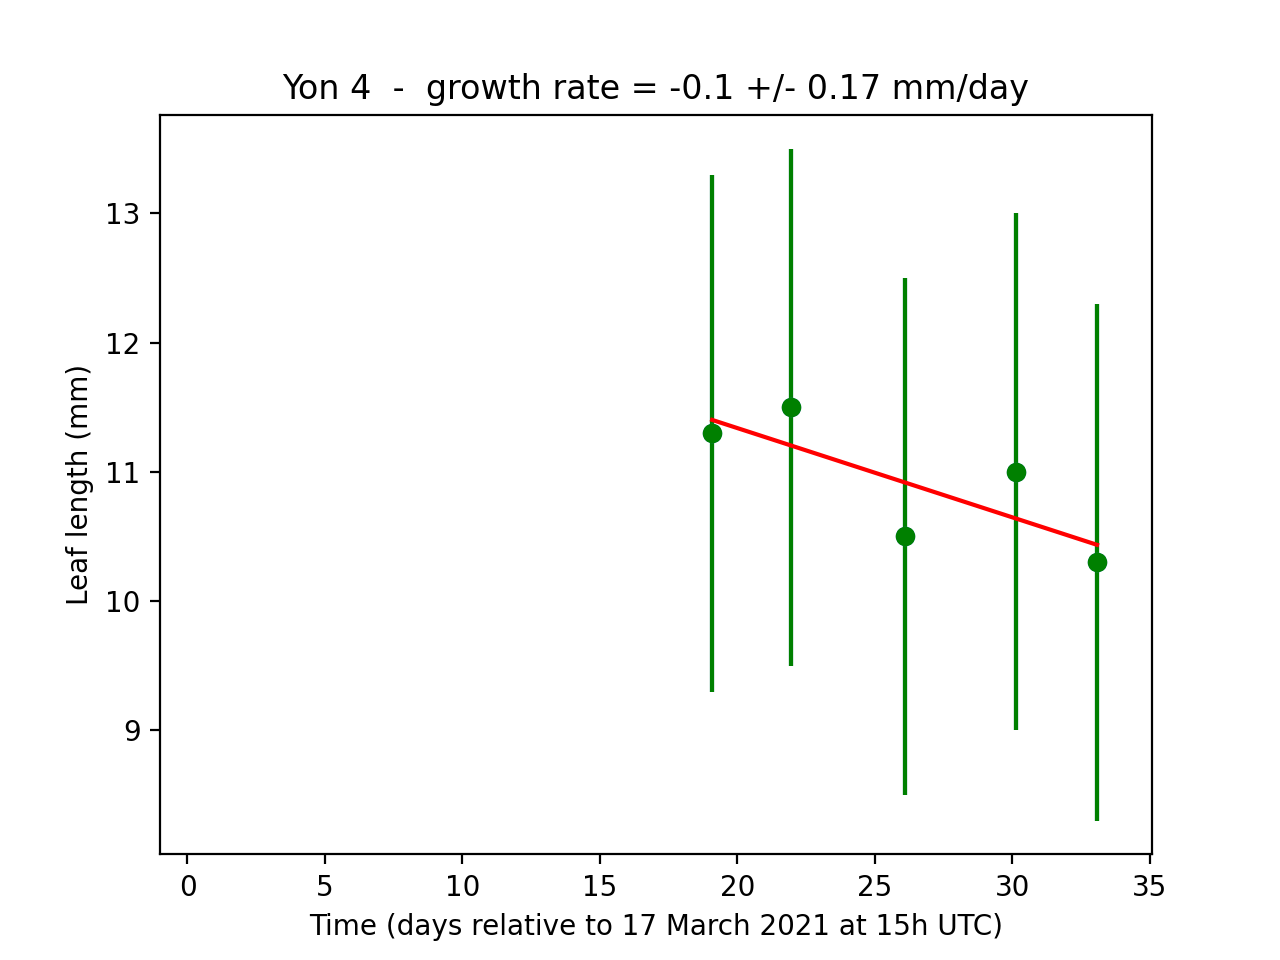 Yon 4  -  growth rate = -0.1 +/- 0.17 mm/day
13
12
11
10
9
Leaf length (mm)
0 5 10 15 20 25 30 35
Time (days relative to 17 March 2021 at 15h UTC)